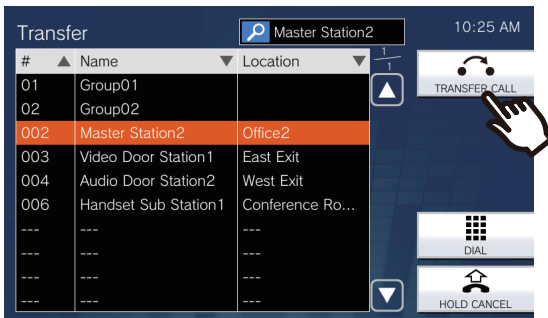 Transfer
Master Station2
10:25 AM
# Name Location
1/1
01 Group01
02 Group02
002 Master Station2 Office2
003 Video Door Station1 East Exit
004 Audio Door Station2 West Exit
006 Handset Sub Station1 Conference Ro...
--- --- ---
--- --- ---
--- --- ---
--- --- ---
TRANSFER CALL
DIAL
HOLD CANCEL